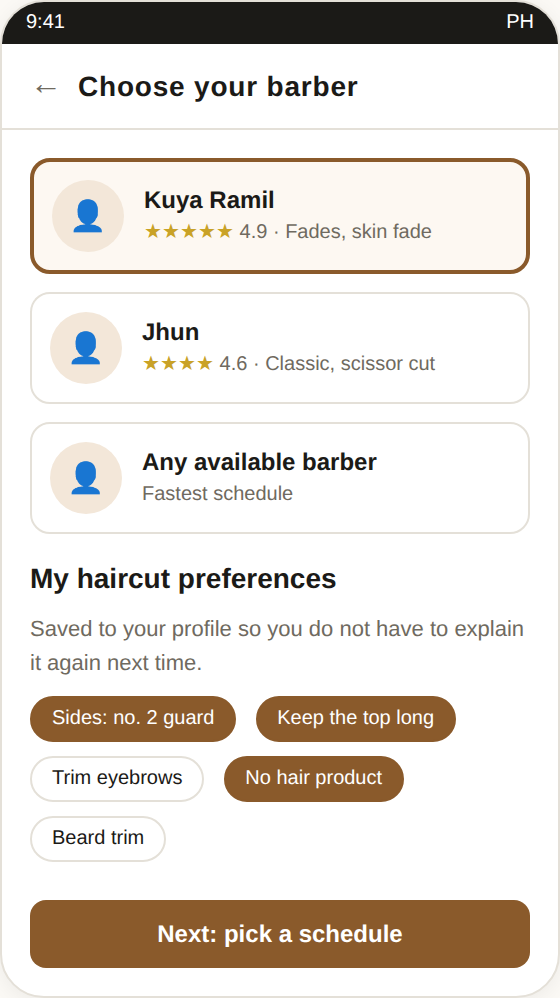 9:41 PH
← Choose your barber
Kuya Ramil
★★★★★ 4.9 · Fades, skin fade
Jhun
★★★★ 4.6 · Classic, scissor cut
Any available barber
Fastest schedule
My haircut preferences
Saved to your profile so you do not have to explain
it again next time.
Sides: no. 2 guard Keep the top long
Trim eyebrows No hair product
Beard trim
Next: pick a schedule